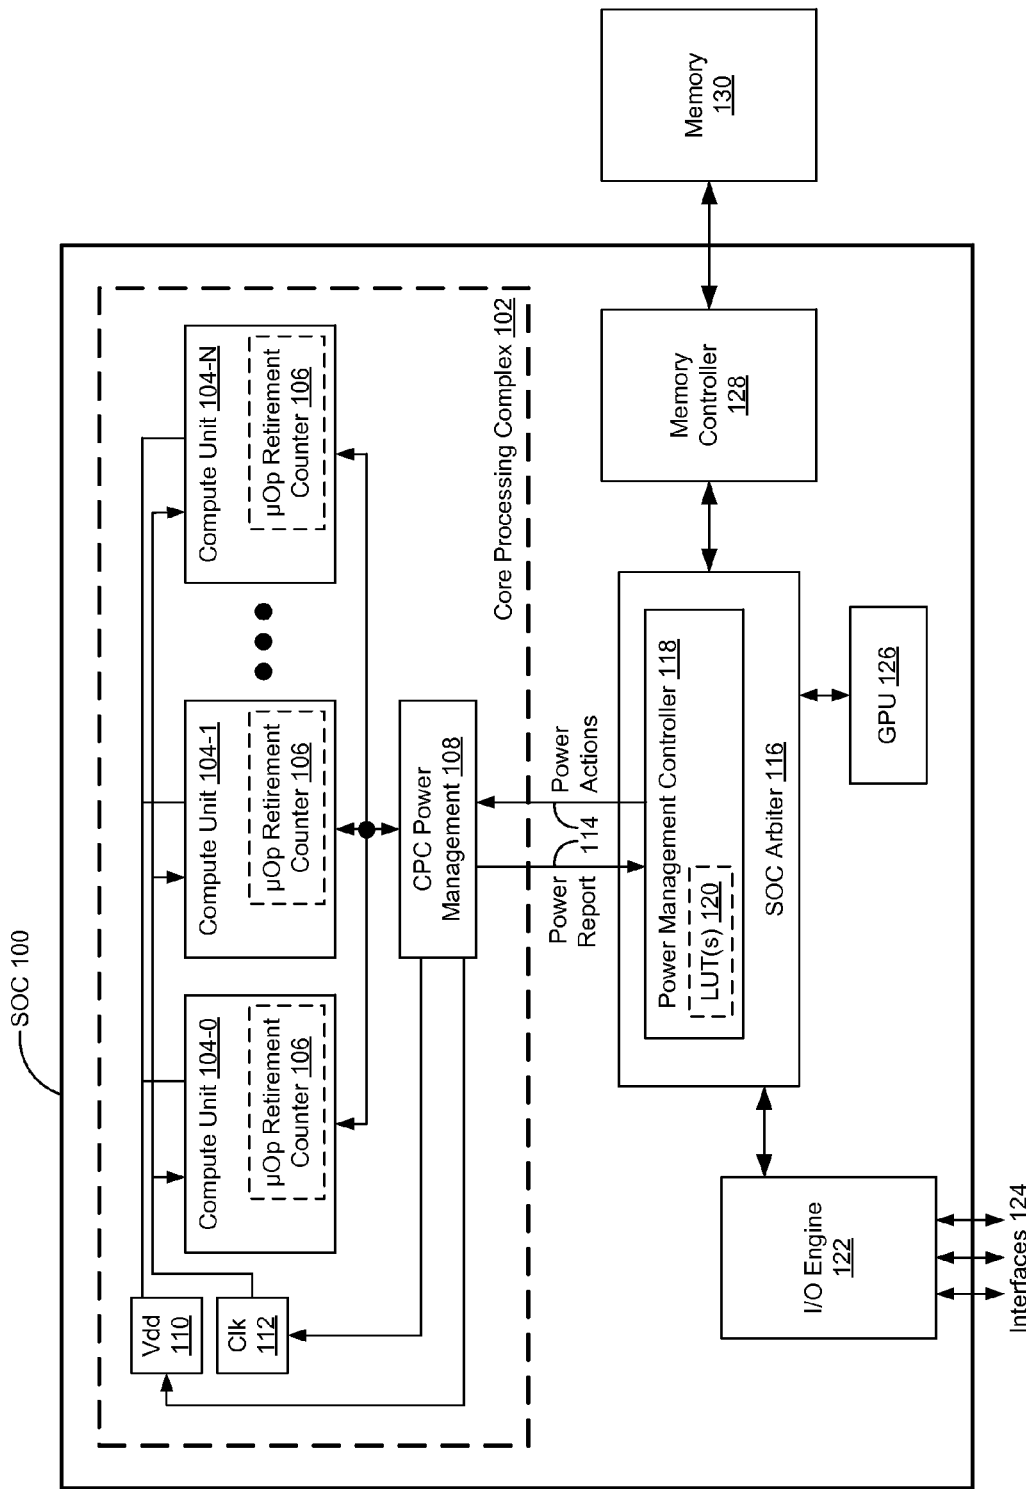 SOC 100
Vdd
110
Clk
112
Compute Unit 104-0
µOp Retirement
Counter 106
Compute Unit 104-1
µOp Retirement
Counter 106
Compute Unit 104-N
µOp Retirement
Counter 106
CPC Power
Management 108
Core Processing Complex 102
Power
Report
114
Power
Actions
Power Management Controller 118
LUT(s) 120
SOC Arbiter 116
I/O Engine
122
Interfaces 124
GPU 126
Memory
Controller
128
Memory
130